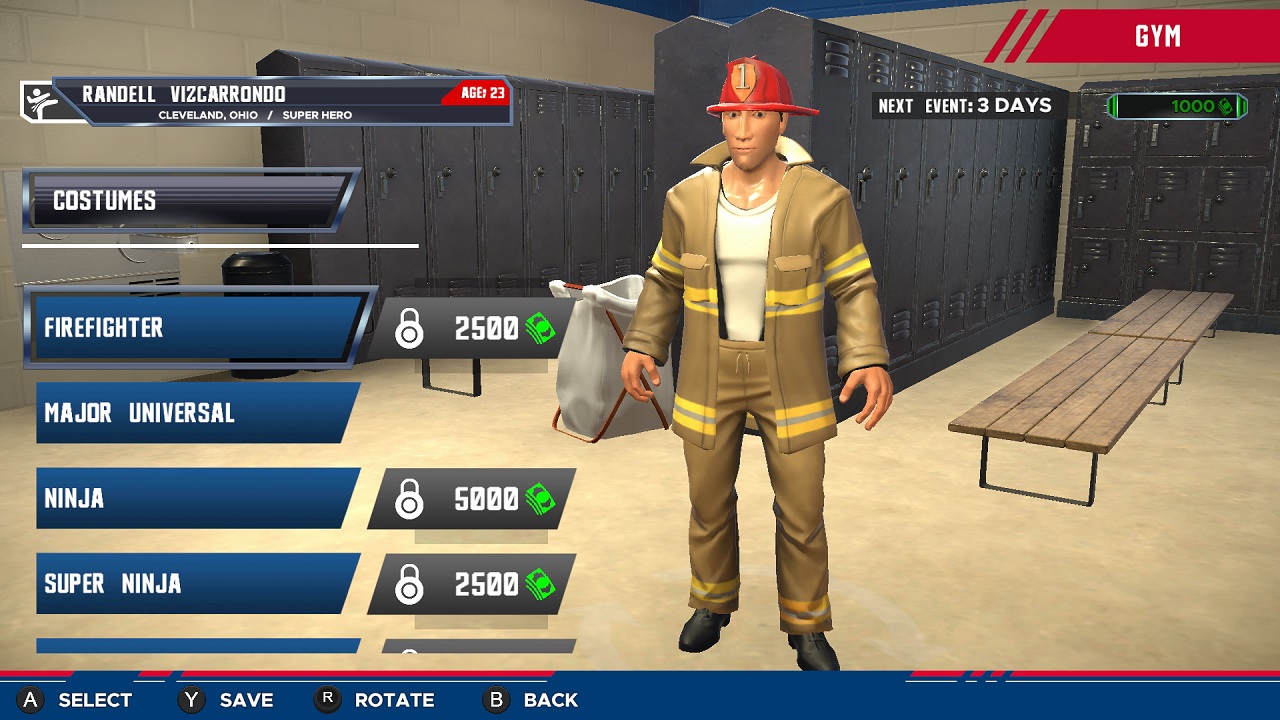 GYM
RANDELL VIZCARRONDO
AGE: 23
CLEVELAND, OHIO / SUPER HERO
NEXT EVENT: 3 DAYS
1000
1
COSTUMES
FIREFIGHTER
2500
MAJOR UNIVERSAL
NINJA
5000
SUPER NINJA
2500
A SELECT
Y SAVE
R ROTATE
B BACK